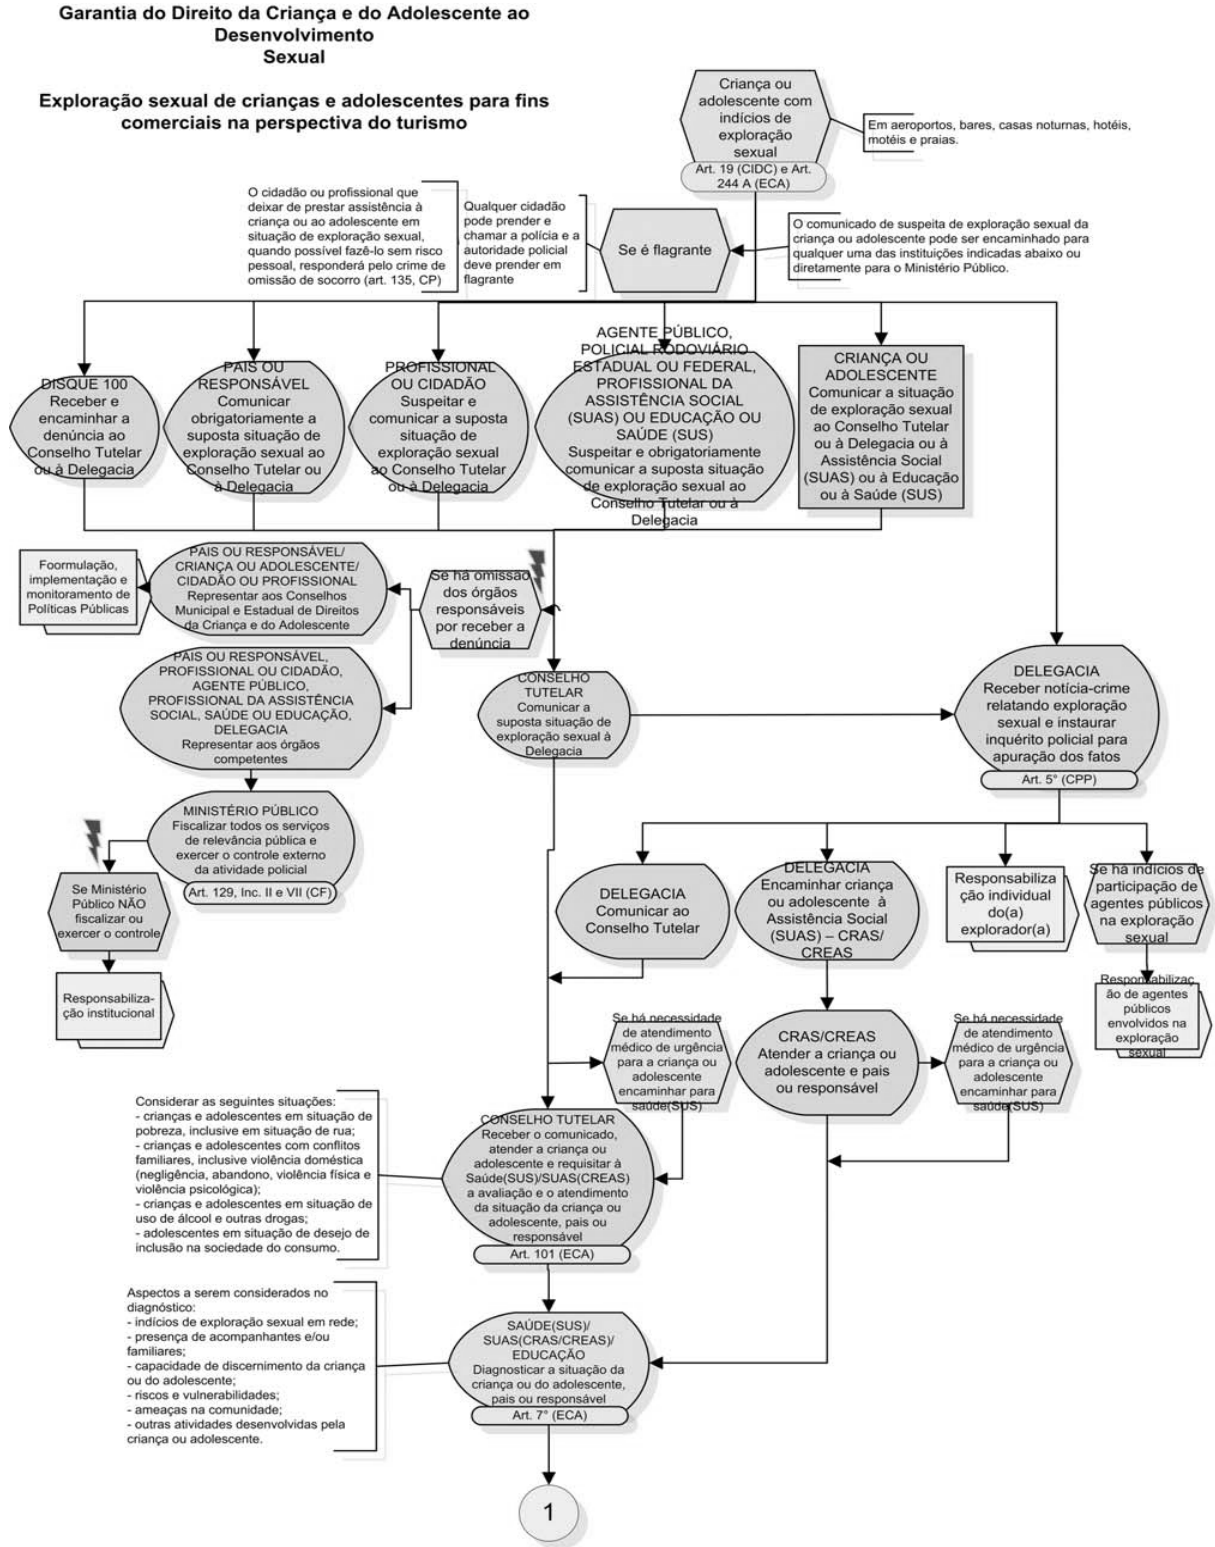 Garantia do Direito da Criança e do Adolescente ao
Desenvolvimento
Sexual
Exploração sexual de crianças e adolescentes para fins
comerciais na perspectiva do turismo
Criança ou
adolescente com
indícios de
exploração
sexual
Art. 19 (CIDC) e Art.
244 A (ECA)
Em aeroportos, bares, casas noturnas, hotéis,
motéis e praias.
O cidadão ou profissional que
deixar de prestar assistência à
criança ou ao adolescente em
situação de exploração sexual,
quando possível fazê-lo sem risco
pessoal, responderá pelo crime de
omissão de socorro (art. 135, CP)
Qualquer cidadão
pode prender e
chamar a polícia e a
autoridade policial
deve prender em
flagrante
Se é flagrante
O comunicado de suspeita de exploração sexual da
criança ou adolescente pode ser encaminhado para
qualquer uma das instituições indicadas abaixo ou
diretamente para o Ministério Público.
DISQUE 100
Receber e
encaminhar a
denúncia ao
Conselho Tutelar
ou à Delegacia
PAIS OU
RESPONSÁVEL
Comunicar
obrigatoriamente a
suposta situação de
exploração sexual ao
Conselho Tutelar ou
à Delegacia
PROFISSIONAL
OU CIDADÃO
Suspeitar e
comunicar a suposta
situação de
exploração sexual
ao Conselho Tutelar
ou à Delegacia
AGENTE PÚBLICO,
POLICIAL RODOVIÁRIO
ESTADUAL OU FEDERAL,
PROFISSIONAL DA
ASSISTÊNCIA SOCIAL
(SUAS) OU EDUCAÇÃO OU
SAÚDE (SUS)
Suspeitar e obrigatoriamente
comunicar a suposta situação
de exploração sexual ao
Conselho Tutelar ou à
Delegacia
CRIANÇA OU
ADOLESCENTE
Comunicar a situação
de exploração sexual
ao Conselho Tutelar
ou à Delegacia ou à
Assistência Social
(SUAS) ou à Educação
ou à Saúde (SUS)
Foormulação,
implementação e
monitoramento de
Políticas Públicas
PAIS OU RESPONSÁVEL/
CRIANÇA OU ADOLESCENTE/
CIDADÃO OU PROFISSIONAL
Representar aos Conselhos
Municipal e Estadual de Direitos
da Criança e do Adolescente
Se há omissão
dos órgãos
responsáveis
por receber a
denúncia
PAIS OU RESPONSÁVEL,
PROFISSIONAL OU CIDADÃO,
AGENTE PÚBLICO,
PROFISSIONAL DA ASSISTÊNCIA
SOCIAL, SAÚDE OU EDUCAÇÃO,
DELEGACIA
Representar aos órgãos
competentes
CONSELHO
TUTELAR
Comunicar a
suposta situação de
exploração sexual à
Delegacia
DELEGACIA
Receber notícia-crime
relatando exploração
sexual e instaurar
inquérito policial para
apuração dos fatos
Art. 5° (CPP)
MINISTÉRIO PÚBLICO
Fiscalizar todos os serviços
de relevância pública e
exercer o controle externo
da atividade policial
Art. 129, Inc. II e VII (CF)
Se Ministério
Público NÃO
fiscalizar ou
exercer o controle
Responsabiliza-
ção institucional
DELEGACIA
Comunicar ao
Conselho Tutelar
DELEGACIA
Encaminhar criança
ou adolescente à
Assistência Social
(SUAS) – CRAS/
CREAS
Responsabiliza
ção individual
do(a)
explorador(a)
Se há indícios de
participação de
agentes públicos
na exploração
sexual
Responsabilizaç
ão de agentes
públicos
envolvidos na
exploração
sexual
Se há necessidade
de atendimento
médico de urgência
para a criança ou
adolescente
encaminhar para
saúde(SUS)
CRAS/CREAS
Atender a criança ou
adolescente e pais
ou responsável
Se há necessidade
de atendimento
médico de urgência
para a criança ou
adolescente
encaminhar para
saúde(SUS)
Considerar as seguintes situações:
- crianças e adolescentes em situação de
pobreza, inclusive em situação de rua;
- crianças e adolescentes com conflitos
familiares, inclusive violência doméstica
(negligência, abandono, violência física e
violência psicológica);
- crianças e adolescentes em situação de
uso de álcool e outras drogas;
- adolescentes em situação de desejo de
inclusão na sociedade do consumo.
CONSELHO TUTELAR
Receber o comunicado,
atender a criança ou
adolescente e requisitar à
Saúde(SUS)/SUAS(CREAS)
a avaliação e o atendimento
da situação da criança ou
adolescente, pais ou
responsável
Art. 101 (ECA)
Aspectos a serem considerados no
diagnóstico:
- indícios de exploração sexual em rede;
- presença de acompanhantes e/ou
familiares;
- capacidade de discernimento da criança
ou do adolescente;
- riscos e vulnerabilidades;
- ameaças na comunidade;
- outras atividades desenvolvidas pela
criança ou adolescente.
SAÚDE(SUS)/
SUAS(CRAS/CREAS)/
EDUCAÇÃO
Diagnosticar a situação da
criança ou do adolescente,
pais ou responsável
Art. 7° (ECA)
1